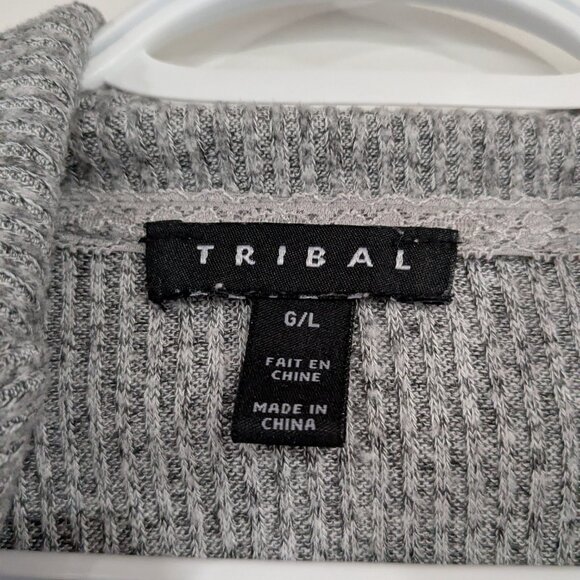 TRIBAL
G/L
FAIT EN
CHINE
MADE IN
CHINA